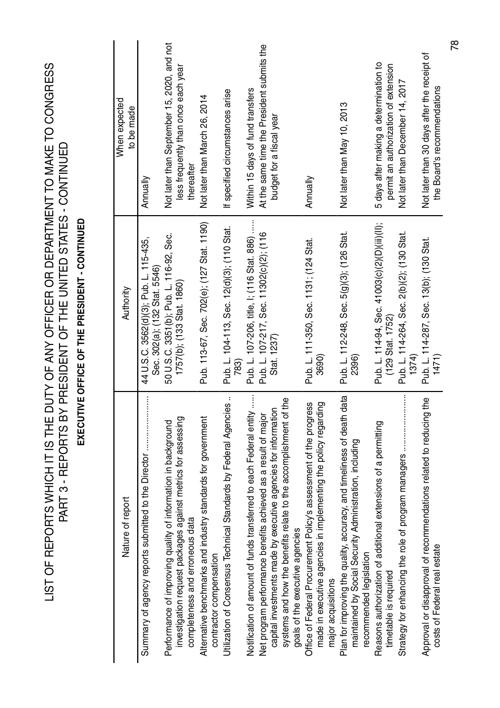 LIST OF REPORTS WHICH IT IS THE DUTY OF ANY OFFICER OR DEPARTMENT TO MAKE TO CONGRESS
PART 3 - REPORTS BY PRESIDENT OF THE UNITED STATES - CONTINUED
EXECUTIVE OFFICE OF THE PRESIDENT - CONTINUED
Nature of report Authority When expected to be made
Summary of agency reports submitted to the Director .................... 44 U.S.C. 3562(d)(3); Pub. L. 115-435, Annually
Sec. 302(a); (132 Stat. 5546)
Performance of improving quality of information in background 50 U.S.C. 3351(b); Pub. L. 116-92, Sec. Not later than September 15, 2020, and not
investigation request packages against metrics for assessing 1757(b); (133 Stat. 1860) less frequently than once each year
completeness and erroneous data thereafter
Alternative benchmarks and industry standards for government Pub. 113-67, Sec. 702(e); (127 Stat. 1190) Not later than March 26, 2014
contractor compensation
Utilization of Consensus Technical Standards by Federal Agencies .. Pub. L. 104-113, Sec. 12(d)(3); (110 Stat. If specified circumstances arise
783)
Notification of amount of funds transferred to each Federal entity ..... Pub. L. 107-206, title, I; (116 Stat. 886) ..... Within 15 days of fund transfers
Net program performance benefits achieved as a result of major Pub. L. 107-217, Sec. 11302(c)(2); (116 At the same time the President submits the
capital investments made by executive agencies for information Stat. 1237) budget for a fiscal year
systems and how the benefits relate to the accomplishment of the
goals of the executive agencies
Office of Federal Procurement Policy's assessment of the progress Pub. L. 111-350, Sec. 1131; (124 Stat. Annually
made in executive agencies in implementing the policy regarding 3690)
major acquisitions
Plan for improving the quality, accuracy, and timeliness of death data Pub. L. 112-248, Sec. 5(g)(3); (126 Stat. Not later than May 10, 2013
maintained by Social Security Administration, including 2396)
recommended legislation
Reasons authorization of additional extensions of a permitting Pub. L. 114-94, Sec. 41003(c)(2)(D)(iii)(II); 5 days after making a determination to
timetable is required (129 Stat. 1752) permit an authorization of extension
Strategy for enhancing the role of program managers .................... Pub. L. 114-264, Sec. 2(b)(2); (130 Stat. Not later than December 14, 2017
1374)
Approval or disapproval of recommendations related to reducing the Pub. L. 114-287, Sec. 13(b); (130 Stat. Not later than 30 days after the receipt of
costs of Federal real estate 1471) the Board's recommendations
78